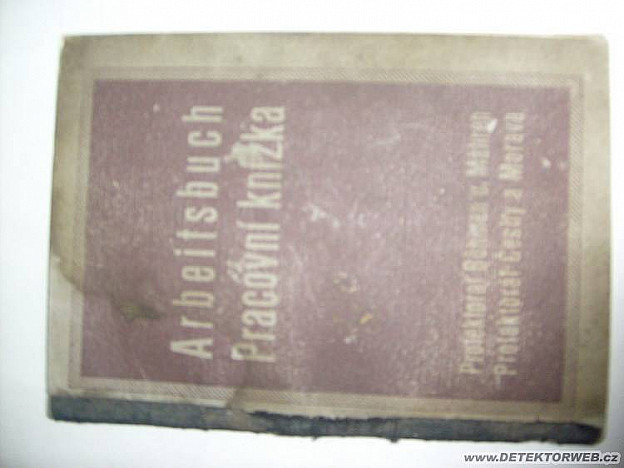 Arbeitsbuch
Pracovní knížka
Protektorat Böhmen u. Mähren
Protektorát Čechy a Morava
www.DETEKTORWEB.cz